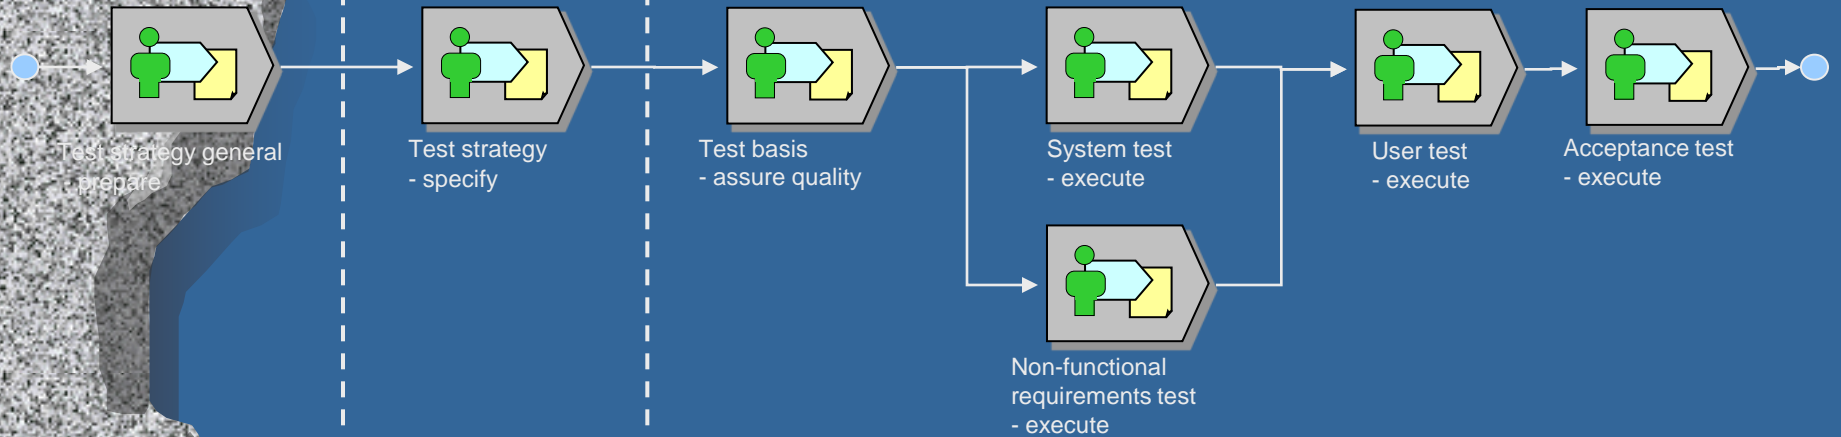 Test strategy general
- prepare
Test strategy
- specify
Test basis
- assure quality
System test
- execute
User test
- execute
Acceptance test
- execute
Non-functional
requirements test
- execute